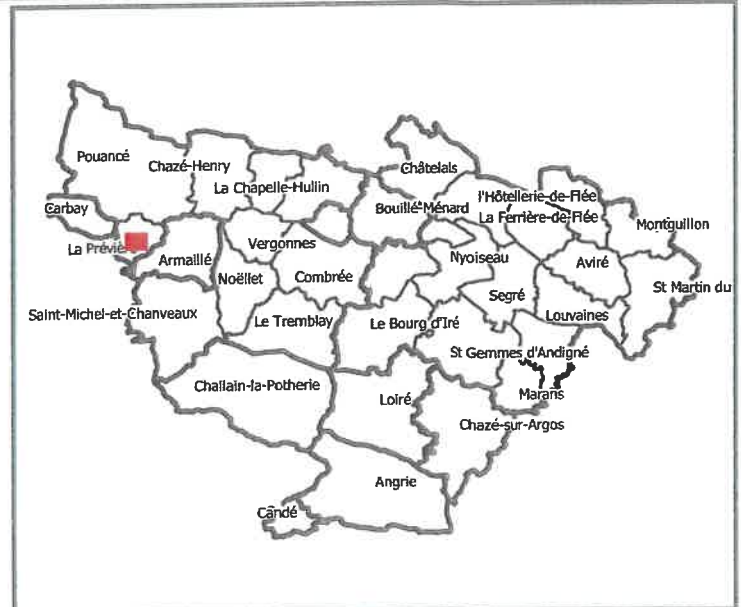 Pouancé
Chazé-Henry
Châtelais
La Chapelle-Hullin
l'Hôtellerie-de-Flée
Carbay
Bouillé-Ménard
La Ferrière-de-Flée
Montguillon
La Préviè
Vergonnes
Armaillé
Nyoiseau
Aviré
Noëllet
Combrée
St Martin du
Segré
Saint-Michel-et-Chanveaux
Le Tremblay
Le Bourg d'Iré
Louvaines
St Gemmes d'Andigné
Challain-la-Potherie
Loiré
Marans
Chazé-sur-Argos
Angrie
Candé